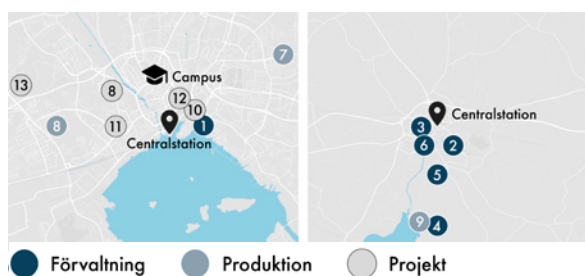 7
Campus
13
8
12
10
8
11
1
Centralstation
Centralstation
3
6
2
5
9
4
Förvaltning
Produktion
Projekt